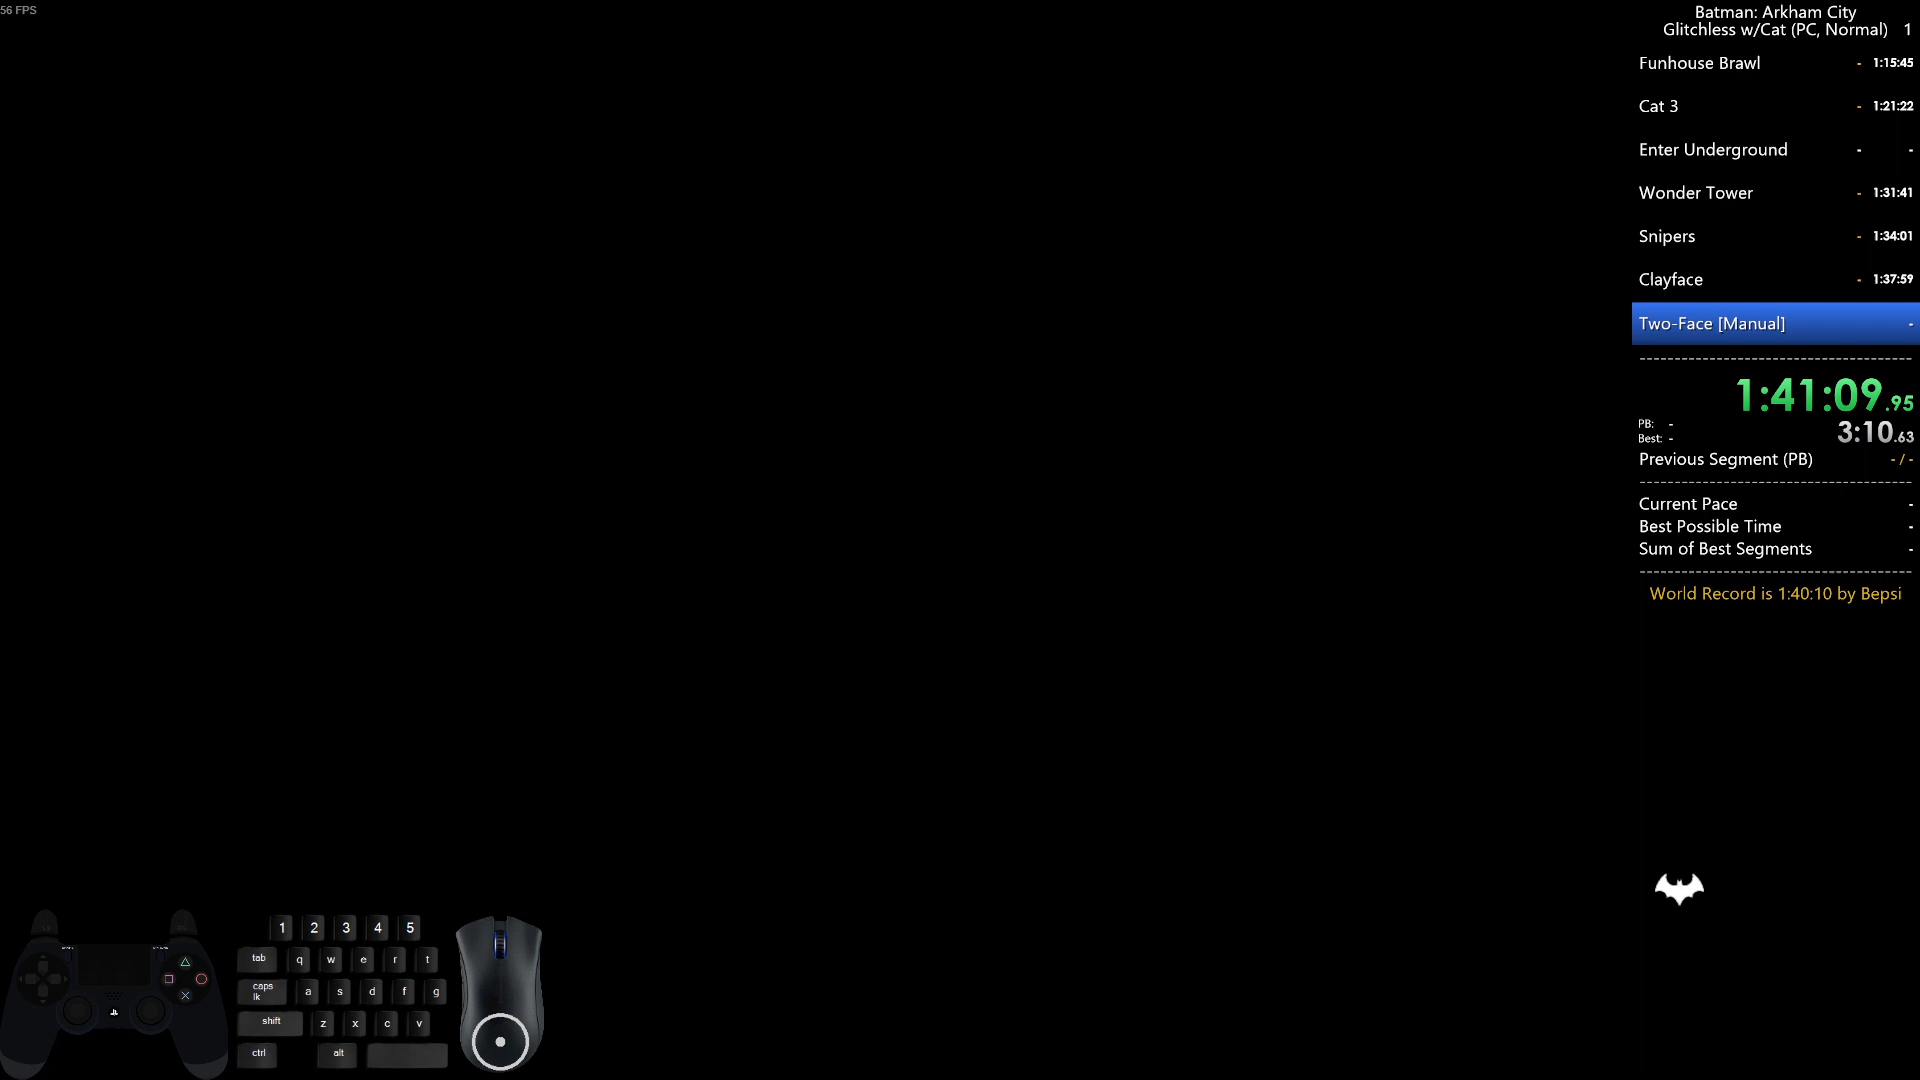 56 FPS
Batman: Arkham City
Glitchless w/Cat (PC, Normal) 1
Funhouse Brawl - 1:15:45
Cat 3 - 1:21:22
Enter Underground - -
Wonder Tower - 1:31:41
Snipers - 1:34:01
Clayface - 1:37:59
Two-Face [Manual] -
1:41:09.95
PB: -
3:10.63
Best: -
Previous Segment (PB) - / -
Current Pace -
Best Possible Time -
Sum of Best Segments -
World Record is 1:40:10 by Bepsi
1 2 3 4 5
tab q w e r t
caps lk a s d f g
shift z x c v
ctrl alt